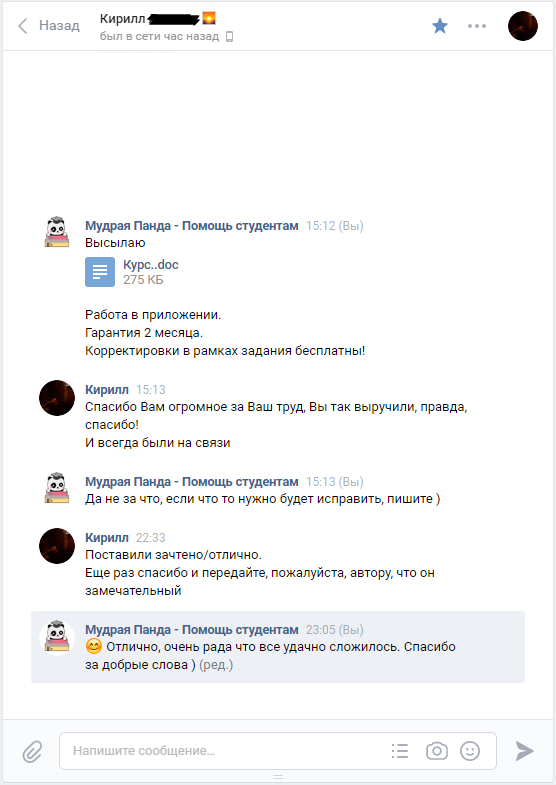 Назад
Кирилл
был в сети час назад
Мудрая Панда - Помощь студентам 15:12 (Вы)
Высылаю
Курс..doc
275 КБ
Работа в приложении.
Гарантия 2 месяца.
Корректировки в рамках задания бесплатны!
Кирилл 15:13
Спасибо Вам огромное за Ваш труд, Вы так выручили, правда,
спасибо!
И всегда были на связи
Мудрая Панда - Помощь студентам 15:13 (Вы)
Да не за что, если что то нужно будет исправить, пишите )
Кирилл 22:33
Поставили зачтено/отлично.
Еще раз спасибо и передайте, пожалуйста, автору, что он
замечательный
Мудрая Панда - Помощь студентам 23:05 (Вы)
😊 Отлично, очень рада что все удачно сложилось. Спасибо
за добрые слова ) (ред.)
Напишите сообщение...